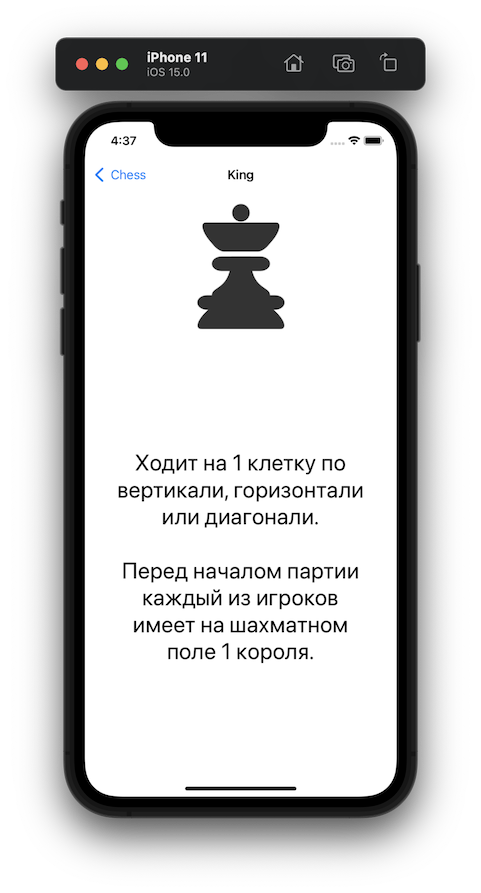 iPhone 11
iOS 15.0
4:37
Chess
King
Ходит на 1 клетку по
вертикали, горизонтали
или диагонали.
Перед началом партии
каждый из игроков
имеет на шахматном
поле 1 короля.